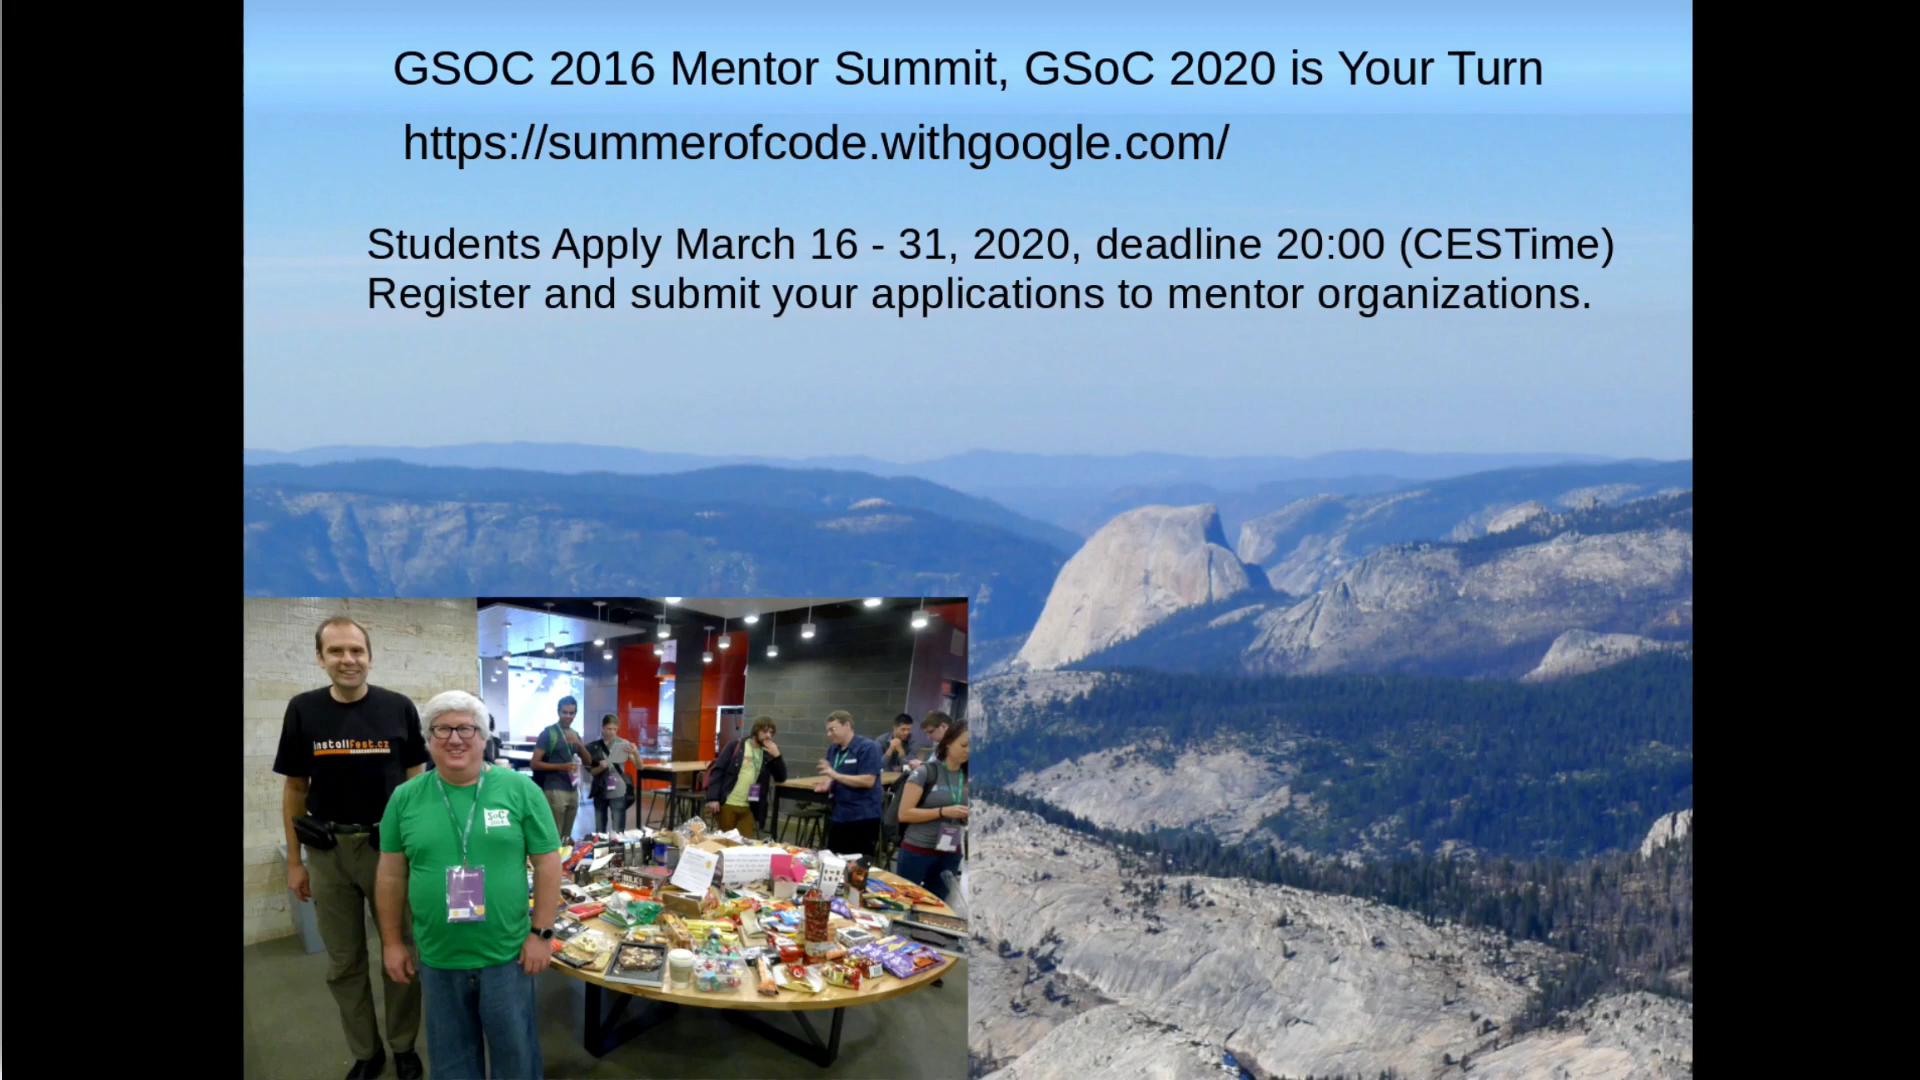 GSOC 2016 Mentor Summit, GSoC 2020 is Your Turn
https://summerofcode.withgoogle.com/
Students Apply March 16 - 31, 2020, deadline 20:00 (CESTime)
Register and submit your applications to mentor organizations.
InstallFest.cz
SoC